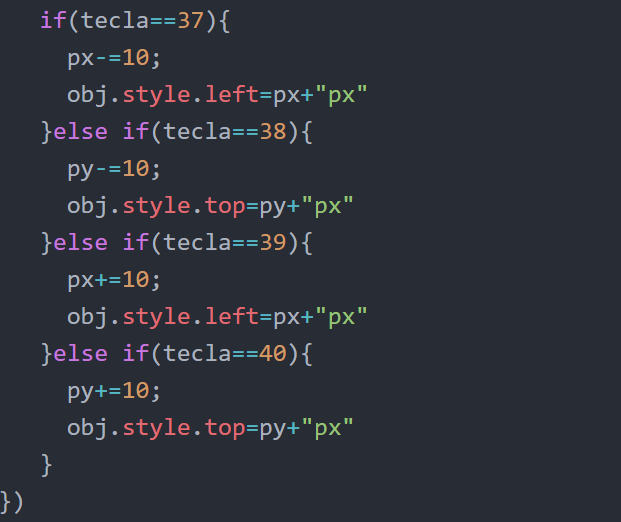 if(tecla==37){
px-=10;
obj.style.left=px+"px"
}else if(tecla==38){
py-=10;
obj.style.top=py+"px"
}else if(tecla==39){
px+=10;
obj.style.left=px+"px"
}else if(tecla==40){
py+=10;
obj.style.top=py+"px"
}
})